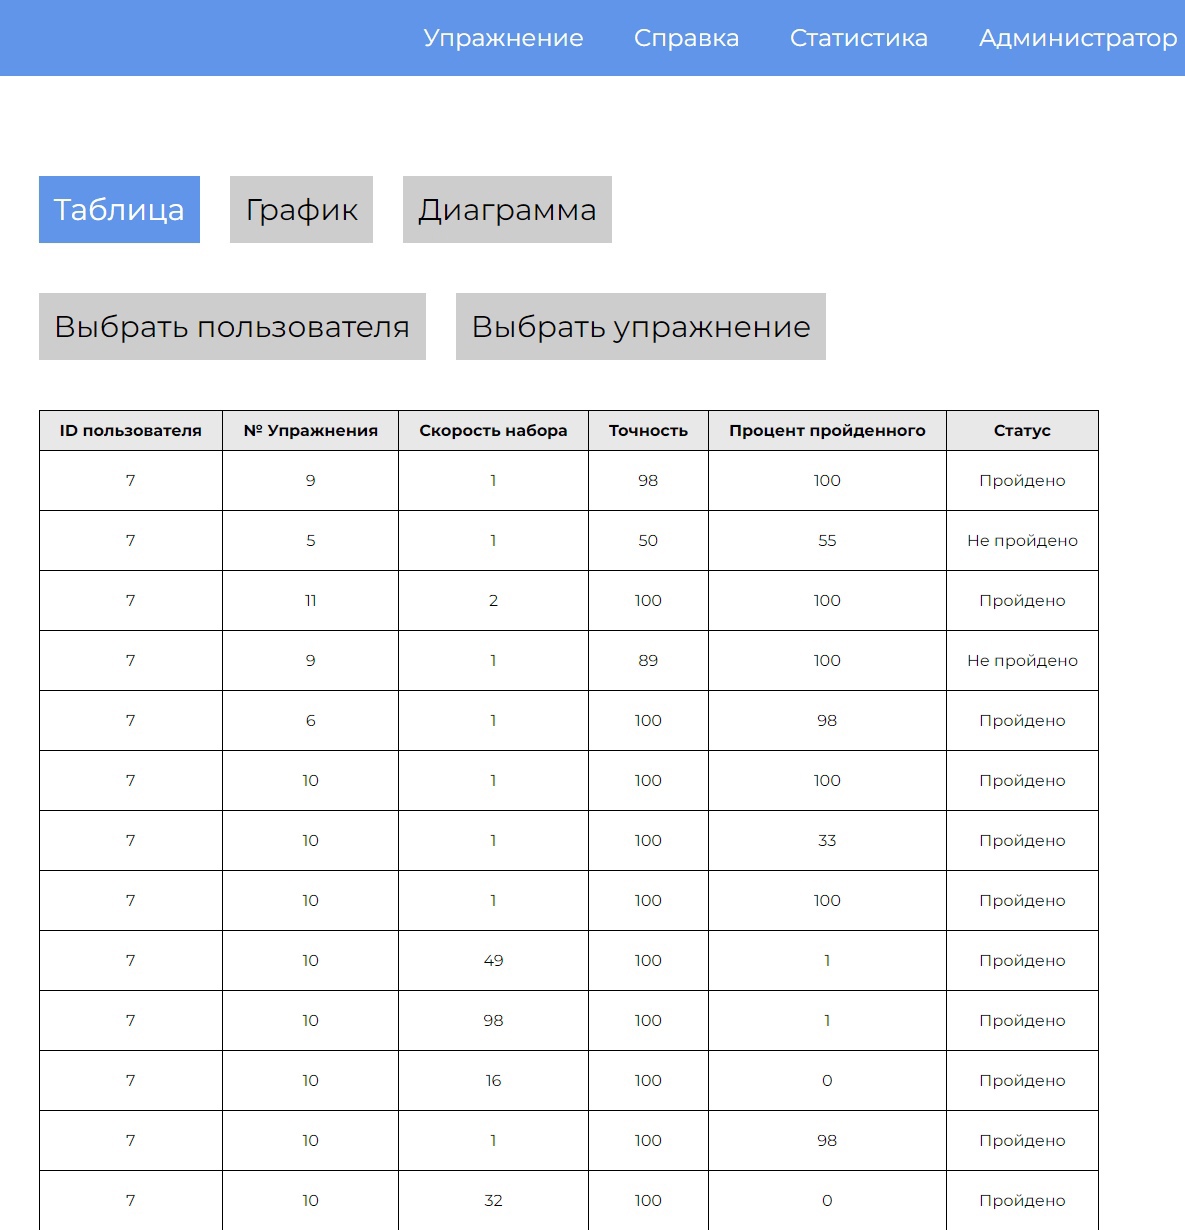 Упражнение Справка Статистика Администратор
Таблица График Диаграмма
Выбрать пользователя Выбрать упражнение
ID пользователя № Упражнения Скорость набора Точность Процент пройденного Статус
7 9 1 98 100 Пройдено
7 5 1 50 55 Не пройдено
7 11 2 100 100 Пройдено
7 9 1 89 100 Не пройдено
7 6 1 100 98 Пройдено
7 10 1 100 100 Пройдено
7 10 1 100 33 Пройдено
7 10 1 100 100 Пройдено
7 10 49 100 1 Пройдено
7 10 98 100 1 Пройдено
7 10 16 100 0 Пройдено
7 10 1 100 98 Пройдено
7 10 32 100 0 Пройдено